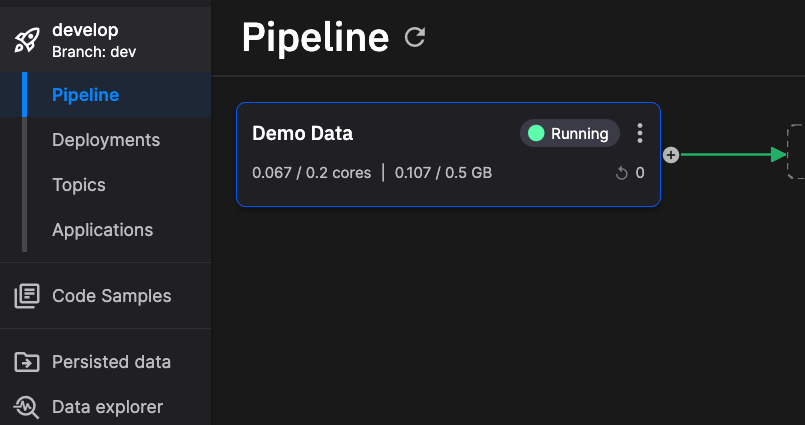 develop
Branch: dev
Pipeline
Deployments
Topics
Applications
Code Samples
Persisted data
Data explorer
Pipeline
Demo Data
Running
0.067 / 0.2 cores | 0.107 / 0.5 GB
0